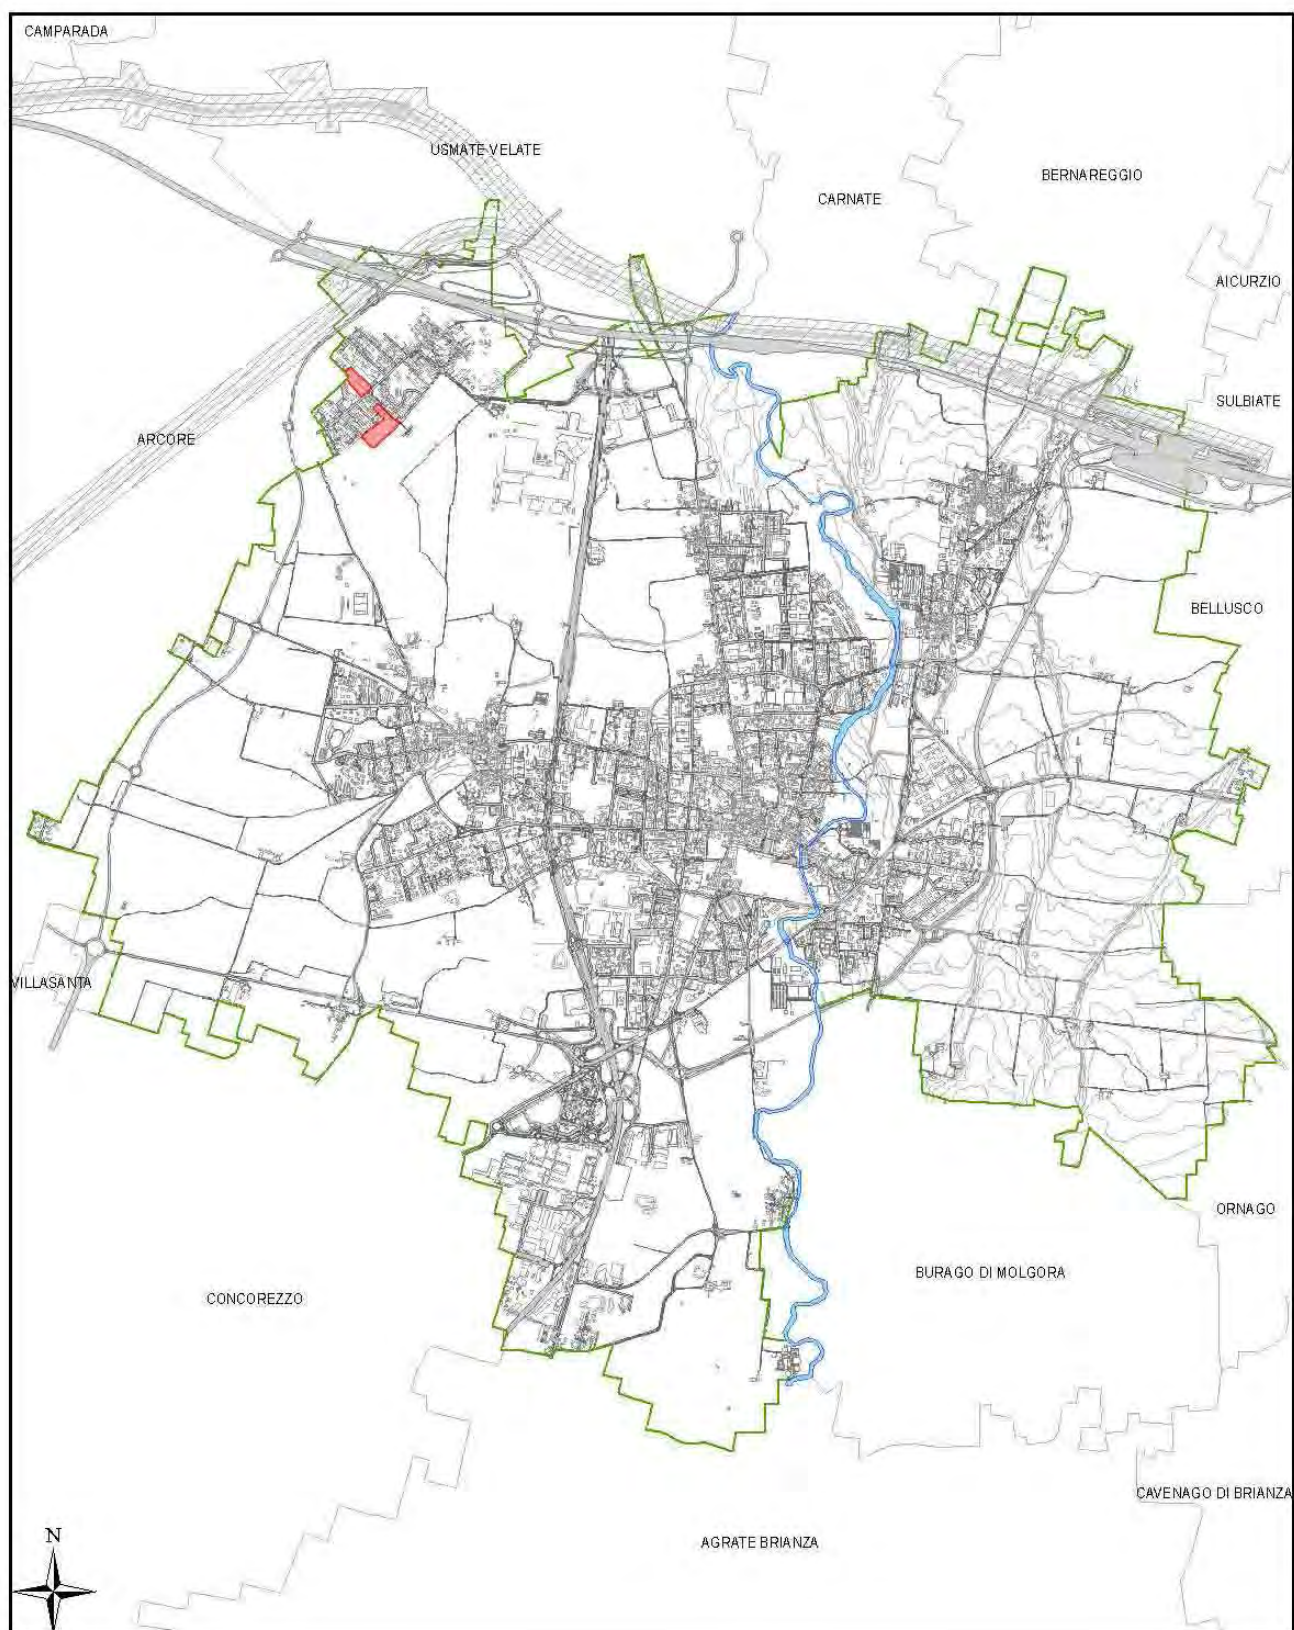 CAMPARADA
USMATE VELATE
BERNAREGGIO
CARNATE
AICURZIO
SULBIATE
ARCORE
BELLUSCO
VILLASANTA
ORNAGO
BURAGO DI MOLGORA
CONCOREZZO
CAVENAGO DI BRIANZA
N
AGRATE BRIANZA